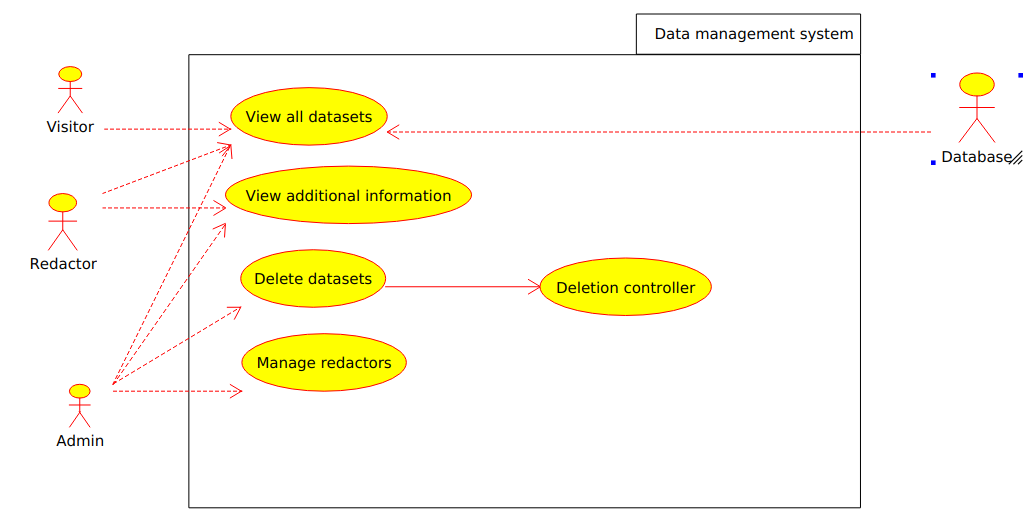 Data management system
Visitor
View all datasets
Database
View additional information
Redactor
Delete datasets
Deletion controller
Manage redactors
Admin